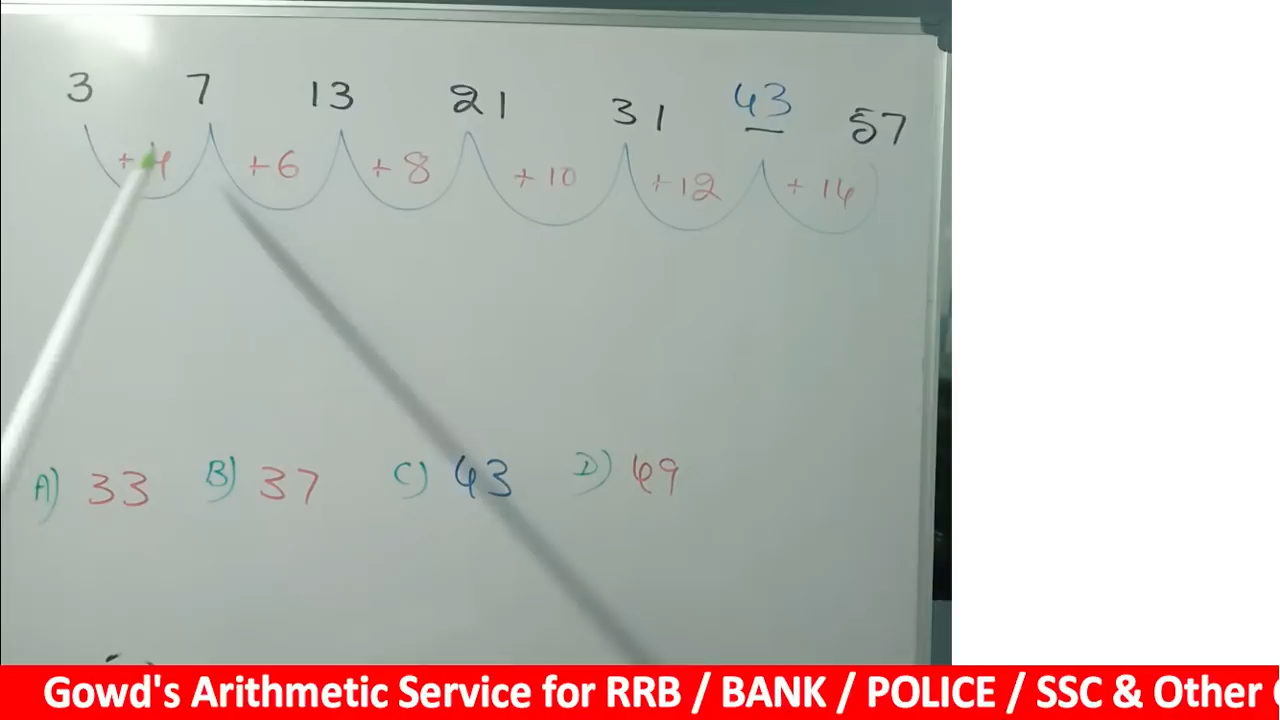 3 7 13 21 31 43 57
+4 +6 +8 +10 +12 +14
A) 33 B) 37 C) 43 D) 49
Gowd's Arithmetic Service for RRB / BANK / POLICE / SSC & Other